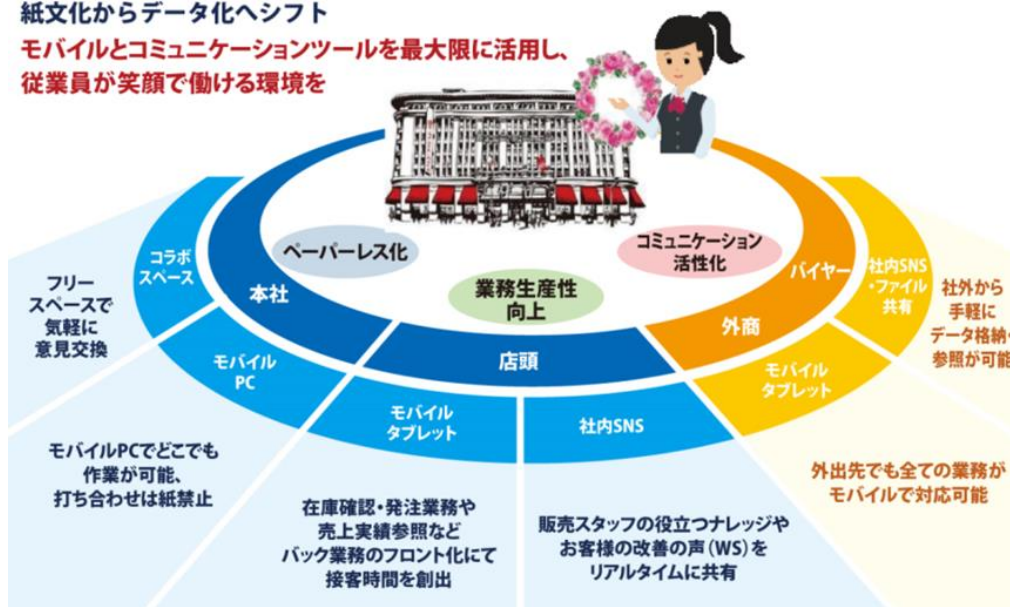 紙文化からデータ化へシフト
モバイルとコミュニケーションツールを最大限に活用し、
従業員が笑顔で働ける環境を
ペーパーレス化
業務生産性
向上
コミュニケーション
活性化
本社
店頭
外商
バイヤー
コラボ
スペース
モバイル
PC
モバイル
タブレット
社内SNS
モバイル
タブレット
社内SNS
・ファイル
共有
フリー
スペースで
気軽に
意見交換
モバイルPCでどこでも
作業が可能、
打ち合わせは紙禁止
在庫確認・発注業務や
売上実績参照など
バック業務のフロント化にて
接客時間を創出
販売スタッフの役立つナレッジや
お客様の改善の声(WS)を
リアルタイムに共有
外出先でも全ての業務が
モバイルで対応可能
社外から
手軽に
データ格納・
参照が可能